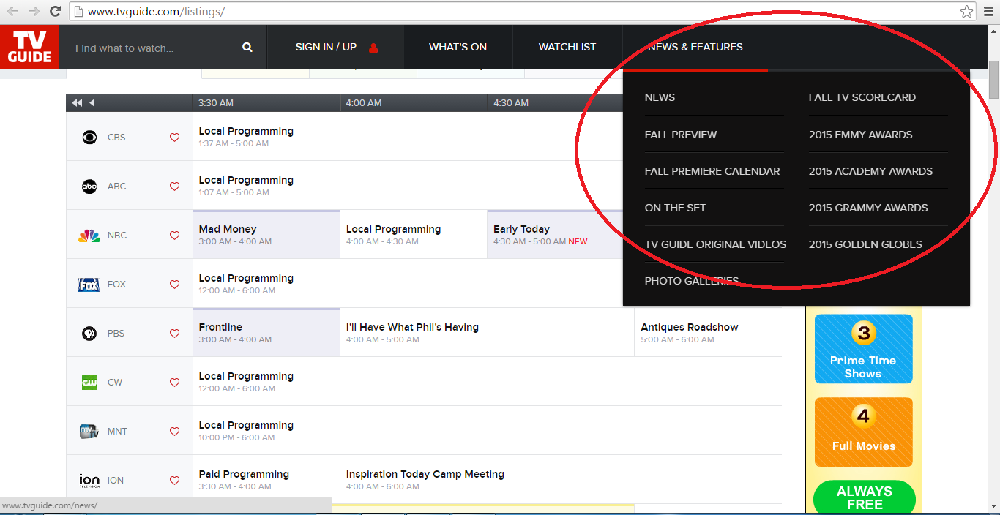 www.tvguide.com/listings/
TV
GUIDE
Find what to watch...
SIGN IN / UP
WHAT'S ON
WATCHLIST
NEWS & FEATURES
3:30 AM
4:00 AM
4:30 AM
NEWS
FALL PREVIEW
FALL PREMIERE CALENDAR
ON THE SET
TV GUIDE ORIGINAL VIDEOS
PHOTO GALLERIES
FALL TV SCORECARD
2015 EMMY AWARDS
2015 ACADEMY AWARDS
2015 GRAMMY AWARDS
2015 GOLDEN GLOBES
CBS
Local Programming
1:37 AM - 5:00 AM
abc
ABC
Local Programming
1:07 AM - 5:00 AM
NBC
Mad Money
3:00 AM - 4:00 AM
Local Programming
4:00 AM - 4:30 AM
Early Today
4:30 AM - 5:00 AM NEW
FOX
FOX
Local Programming
12:00 AM - 6:00 AM
PBS
Frontline
3:00 AM - 4:00 AM
I'll Have What Phil's Having
4:00 AM - 5:00 AM
Antiques Roadshow
5:00 AM - 6:00 AM
CW
CW
Local Programming
12:00 AM - 6:00 AM
my tv
MNT
Local Programming
10:00 PM - 6:00 AM
ion
TELEVISION
ION
Paid Programming
3:30 AM - 4:00 AM
Inspiration Today Camp Meeting
4:00 AM - 6:00 AM
3
Prime Time
Shows
4
Full Movies
ALWAYS
FREE
www.tvguide.com/news/